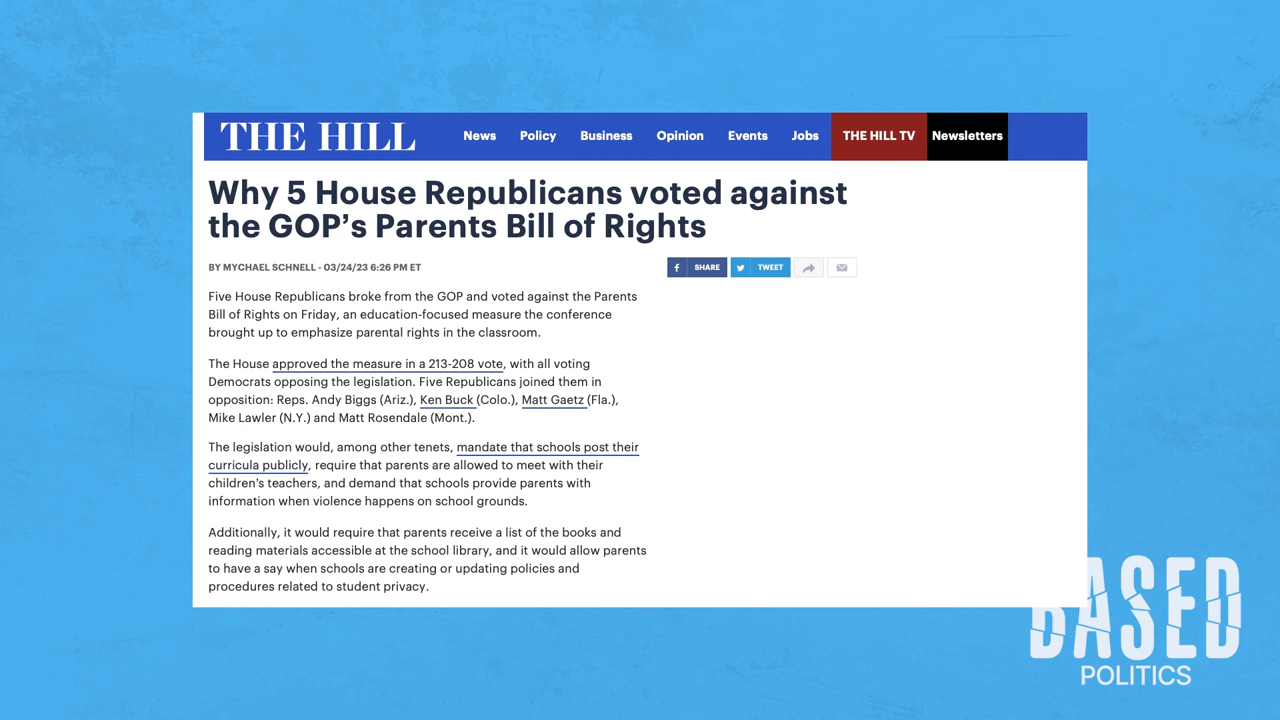 THE HILL
News Policy Business Opinion Events Jobs THE HILL TV Newsletters
Why 5 House Republicans voted against
the GOP’s Parents Bill of Rights
BY MYCHAEL SCHNELL - 03/24/23 6:26 PM ET
SHARE TWEET
Five House Republicans broke from the GOP and voted against the Parents
Bill of Rights on Friday, an education-focused measure the conference
brought up to emphasize parental rights in the classroom.
The House approved the measure in a 213-208 vote, with all voting
Democrats opposing the legislation. Five Republicans joined them in
opposition: Reps. Andy Biggs (Ariz.), Ken Buck (Colo.), Matt Gaetz (Fla.),
Mike Lawler (N.Y.) and Matt Rosendale (Mont.).
The legislation would, among other tenets, mandate that schools post their
curricula publicly, require that parents are allowed to meet with their
children's teachers, and demand that schools provide parents with
information when violence happens on school grounds.
Additionally, it would require that parents receive a list of the books and
reading materials accessible at the school library, and it would allow parents
to have a say when schools are creating or updating policies and
procedures related to student privacy.
BASED
POLITICS